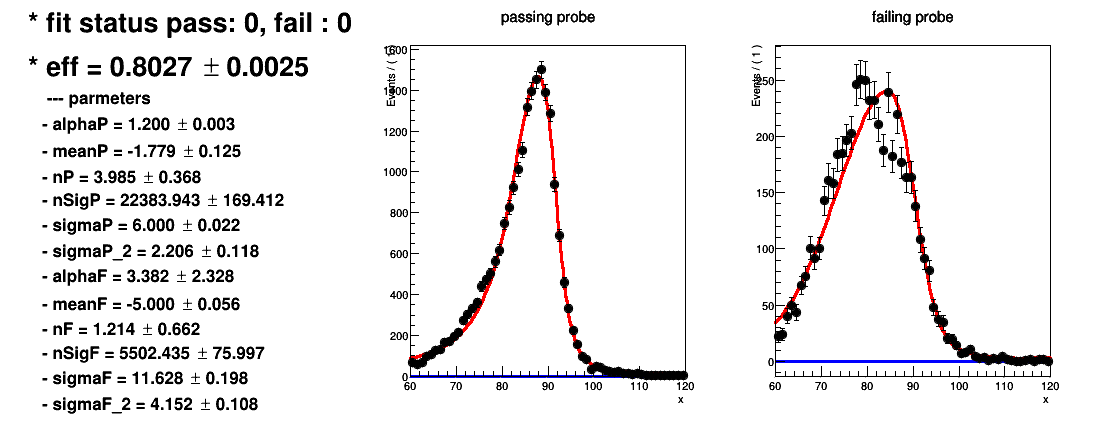 * fit status pass: 0, fail : 0
* eff = 0.8027 ± 0.0025
--- parmeters
- alphaP = 1.200 ± 0.003
- meanP = -1.779 ± 0.125
- nP = 3.985 ± 0.368
- nSigP = 22383.943 ± 169.412
- sigmaP = 6.000 ± 0.022
- sigmaP_2 = 2.206 ± 0.118
- alphaF = 3.382 ± 2.328
- meanF = -5.000 ± 0.056
- nF = 1.214 ± 0.662
- nSigF = 5502.435 ± 75.997
- sigmaF = 11.628 ± 0.198
- sigmaF_2 = 4.152 ± 0.108
passing probe
Events / ( 1 )
1600
1400
1200
1000
800
600
400
200
0
60 70 80 90 100 110 120
x
failing probe
Events / ( 1 )
250
200
150
100
50
0
60 70 80 90 100 110 120
x